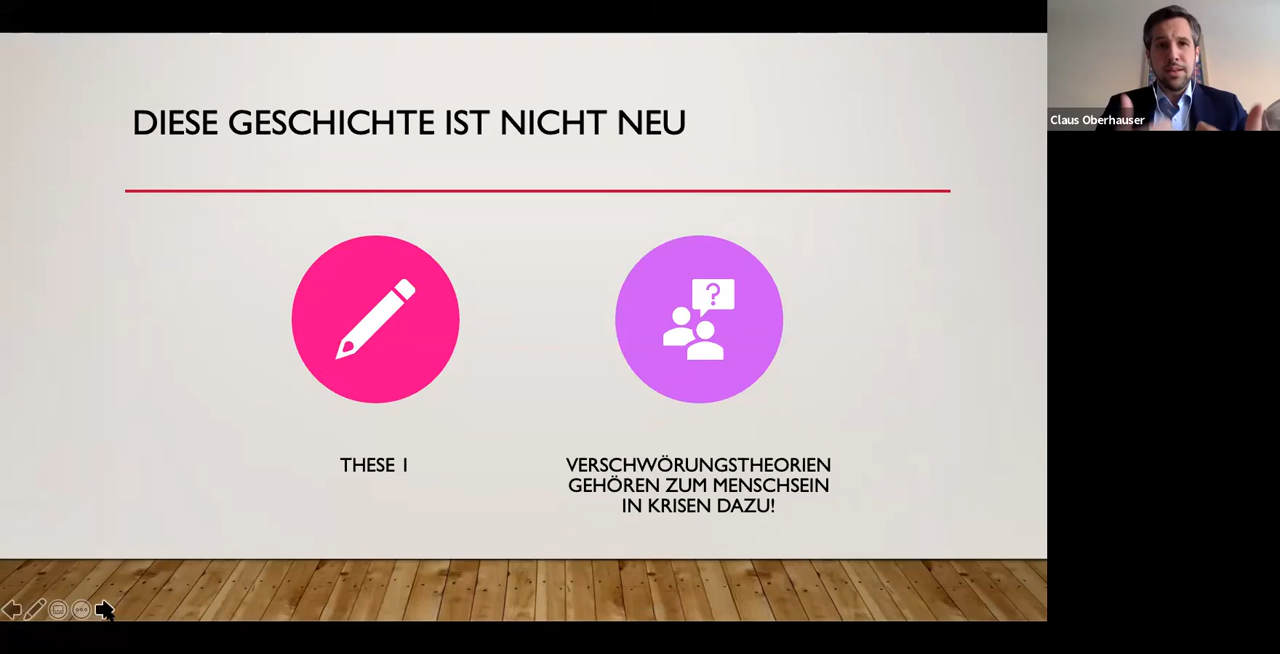 DIESE GESCHICHTE IST NICHT NEU
?
THESE 1
VERSCHWÖRUNGSTHEORIEN
GEHÖREN ZUM MENSCHSEIN
IN KRISEN DAZU!
Claus Oberhauser